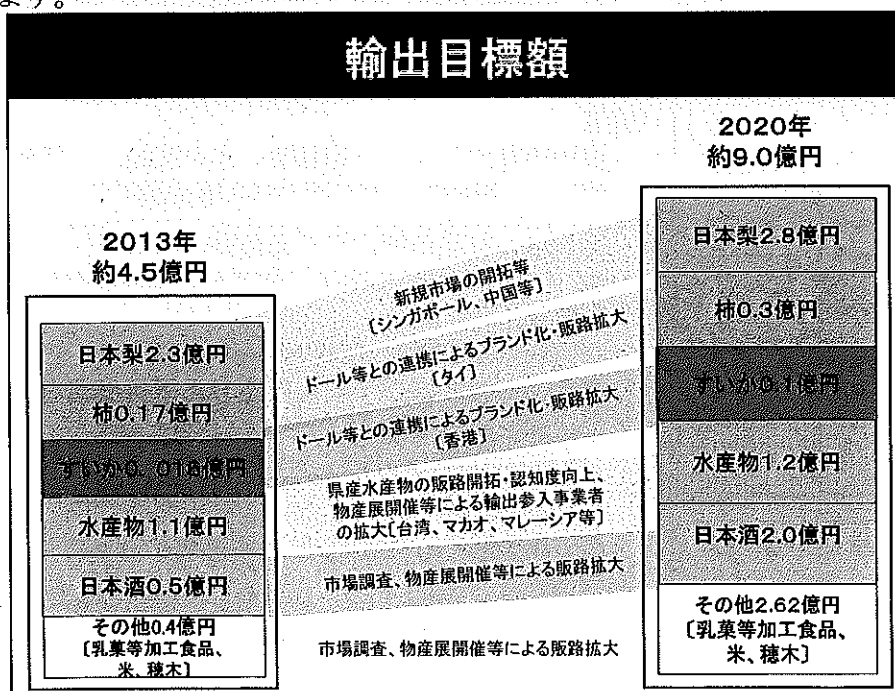 ます。
輸出目標額
2013年
約4.5億円
日本梨2.3億円
柿0.17億円
すいか0.016億円
水産物1.1億円
日本酒0.5億円
その他0.4億円
〔乳菓等加工食品、
米、穂木〕
新規市場の開拓等
〔シンガポール、中国等〕
ドール等との連携によるブランド化・販路拡大
〔タイ〕
ドール等との連携によるブランド化・販路拡大
〔香港〕
県産水産物の販路開拓・認知度向上、
物産展開催等による輸出参入事業者
の拡大〔台湾、マカオ、マレーシア等〕
市場調査、物産展開催等による販路拡大
市場調査、物産展開催等による販路拡大
2020年
約9.0億円
日本梨2.8億円
柿0.3億円
すいか0.1億円
水産物1.2億円
日本酒2.0億円
その他2.62億円
〔乳菓等加工食品、
米、穂木〕